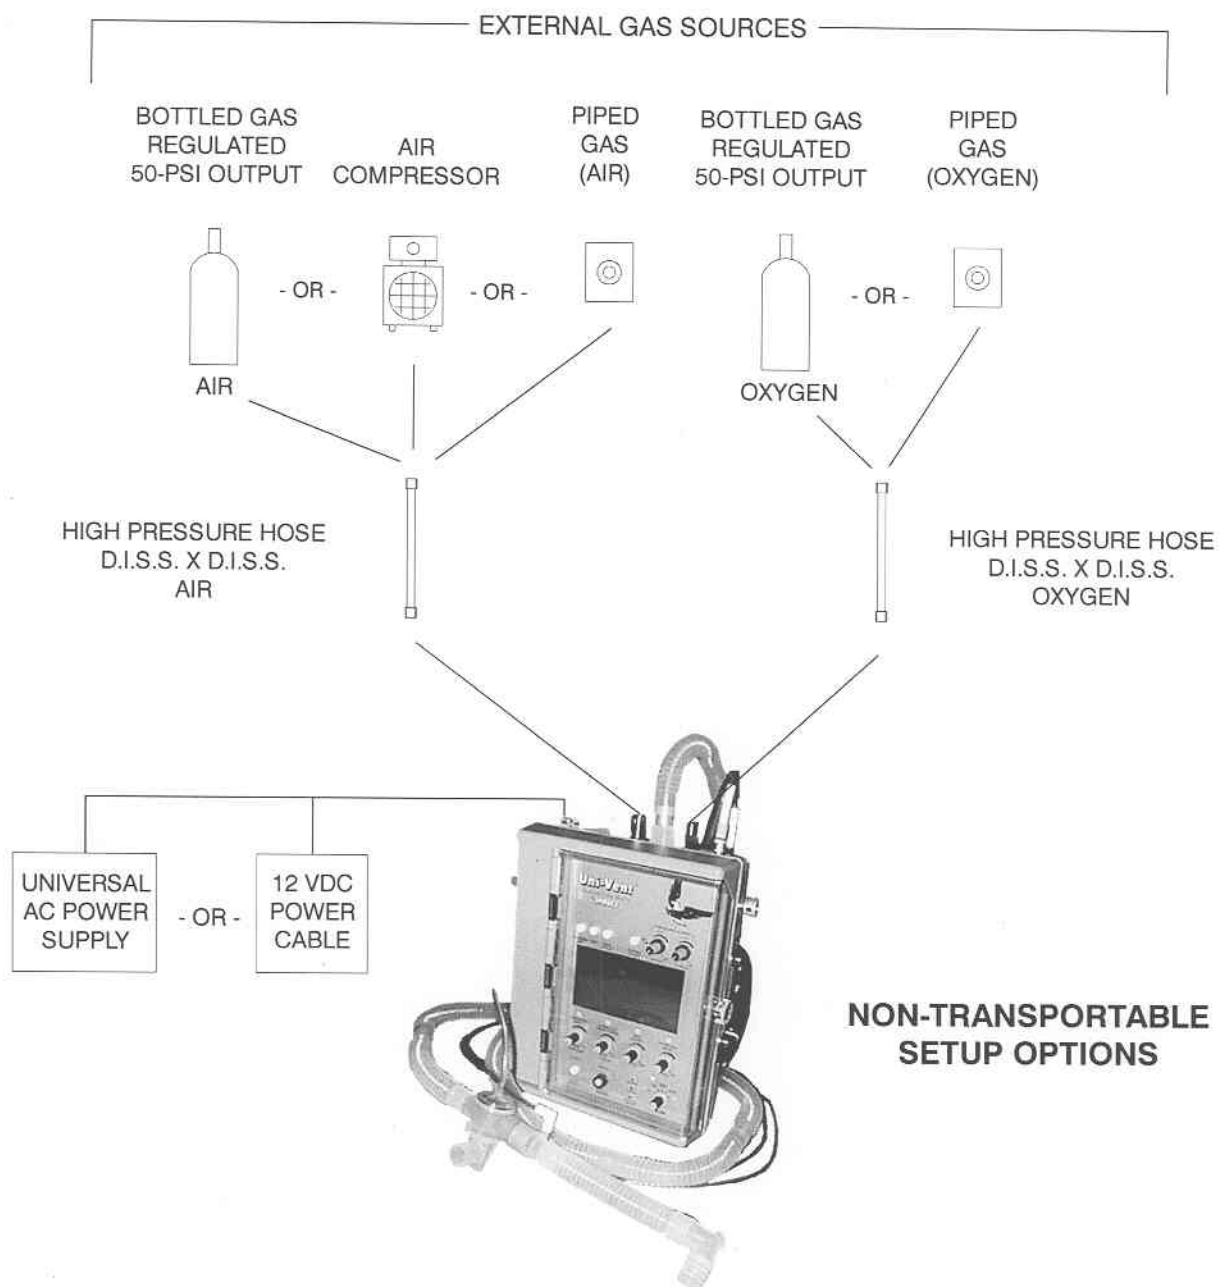 EXTERNAL GAS SOURCES
BOTTLED GAS
REGULATED
50-PSI OUTPUT
AIR
COMPRESSOR
PIPED
GAS
(AIR)
BOTTLED GAS
REGULATED
50-PSI OUTPUT
PIPED
GAS
(OXYGEN)
- OR -
- OR -
- OR -
AIR
OXYGEN
HIGH PRESSURE HOSE
D.I.S.S. X D.I.S.S.
AIR
HIGH PRESSURE HOSE
D.I.S.S. X D.I.S.S.
OXYGEN
UNIVERSAL
AC POWER
SUPPLY
- OR -
12 VDC
POWER
CABLE
Uni-Vent
NON-TRANSPORTABLE
SETUP OPTIONS